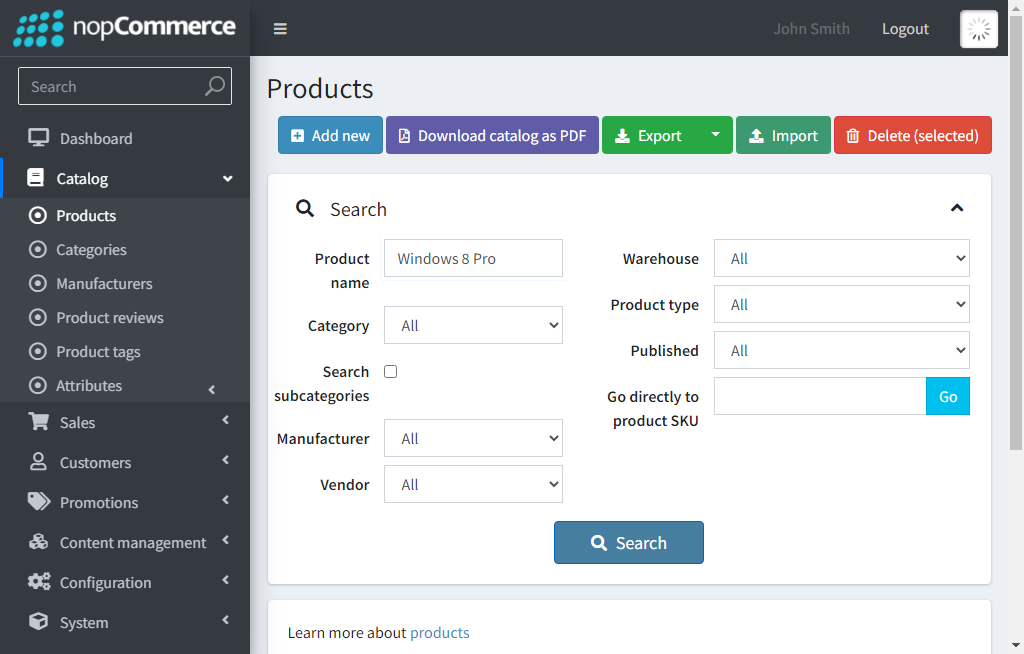 nopCommerce
John Smith
Logout
Search
Dashboard
Catalog
Products
Categories
Manufacturers
Product reviews
Product tags
Attributes
Sales
Customers
Promotions
Content management
Configuration
System
Products
Add new
Download catalog as PDF
Export
Import
Delete (selected)
Search
Product
name
Windows 8 Pro
Category
All
Search
subcategories
Manufacturer
All
Vendor
All
Warehouse
All
Product type
All
Published
All
Go directly to
product SKU
Go
Search
Learn more about products